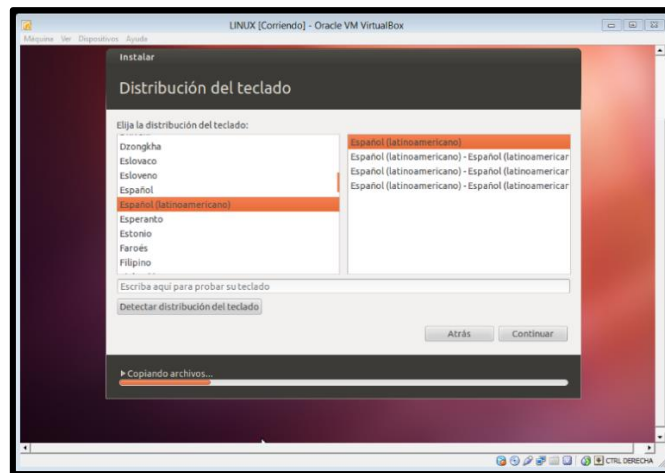 LINUX [Corriendo] - Oracle VM VirtualBox
Máquina Ver Dispositivos Ayuda
Instalar
Distribución del teclado
Elija la distribución del teclado:
Dzongkha
Eslovaco
Esloveno
Español
Español (latinoamericano)
Esperanto
Estonio
Faroés
Filipino
Español (latinoamericano)
Español (latinoamericano) - Español (latinoamericar
Español (latinoamericano) - Español (latinoamericar
Español (latinoamericano) - Español (latinoamericar
Escriba aquí para probar su teclado
Detectar distribución del teclado
Atrás
Continuar
Copiando archivos...
CTRL DERECHA